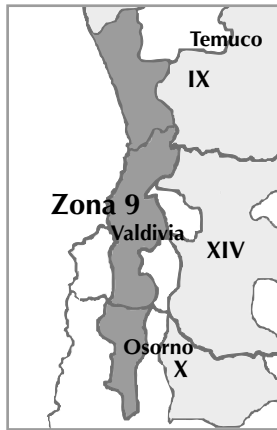 Temuco
IX
Zona 9
Valdivia
XIV
Osorno
X